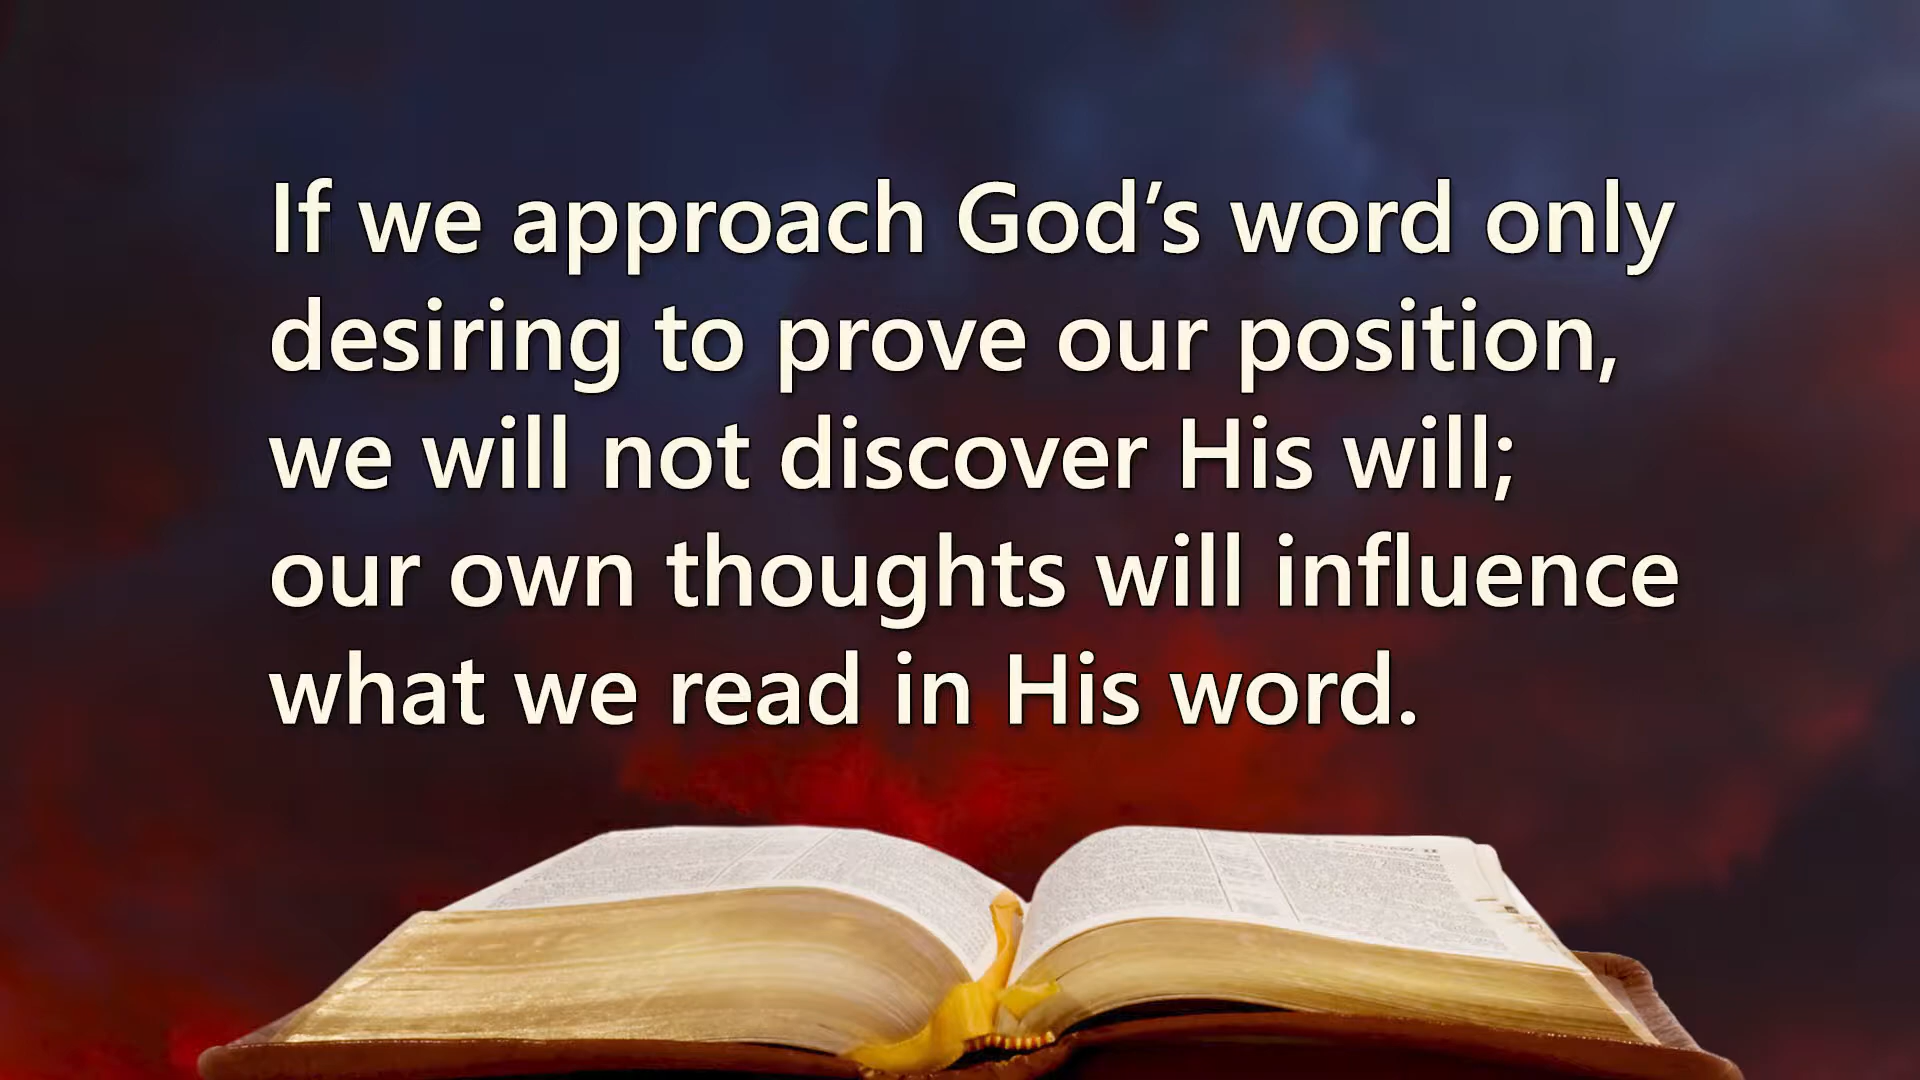 If we approach God’s word only
desiring to prove our position,
we will not discover His will;
our own thoughts will influence
what we read in His word.